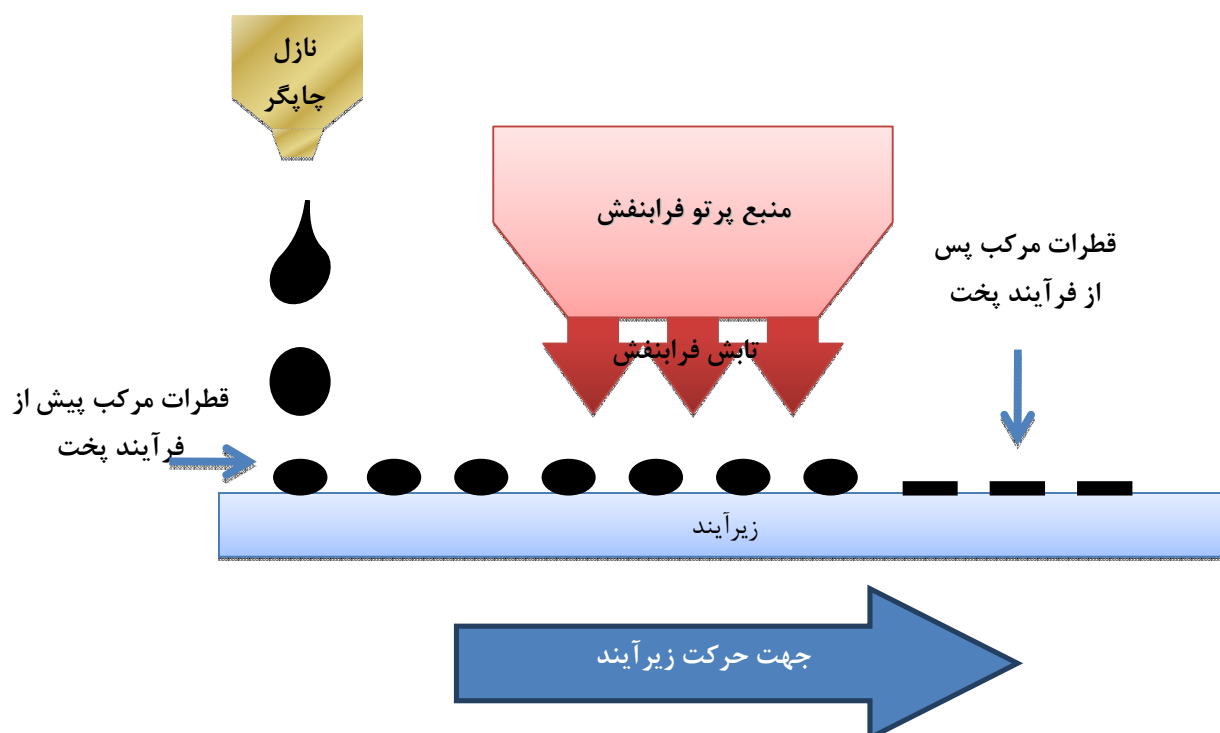 نازل
چاپگر
منبع پرتو فرابنفش
تابش فرابنفش
قطرات مرکب پس
از فرآیند پخت
قطرات مرکب پیش از
فرآیند پخت
زیرآیند
جهت حرکت زیرآیند